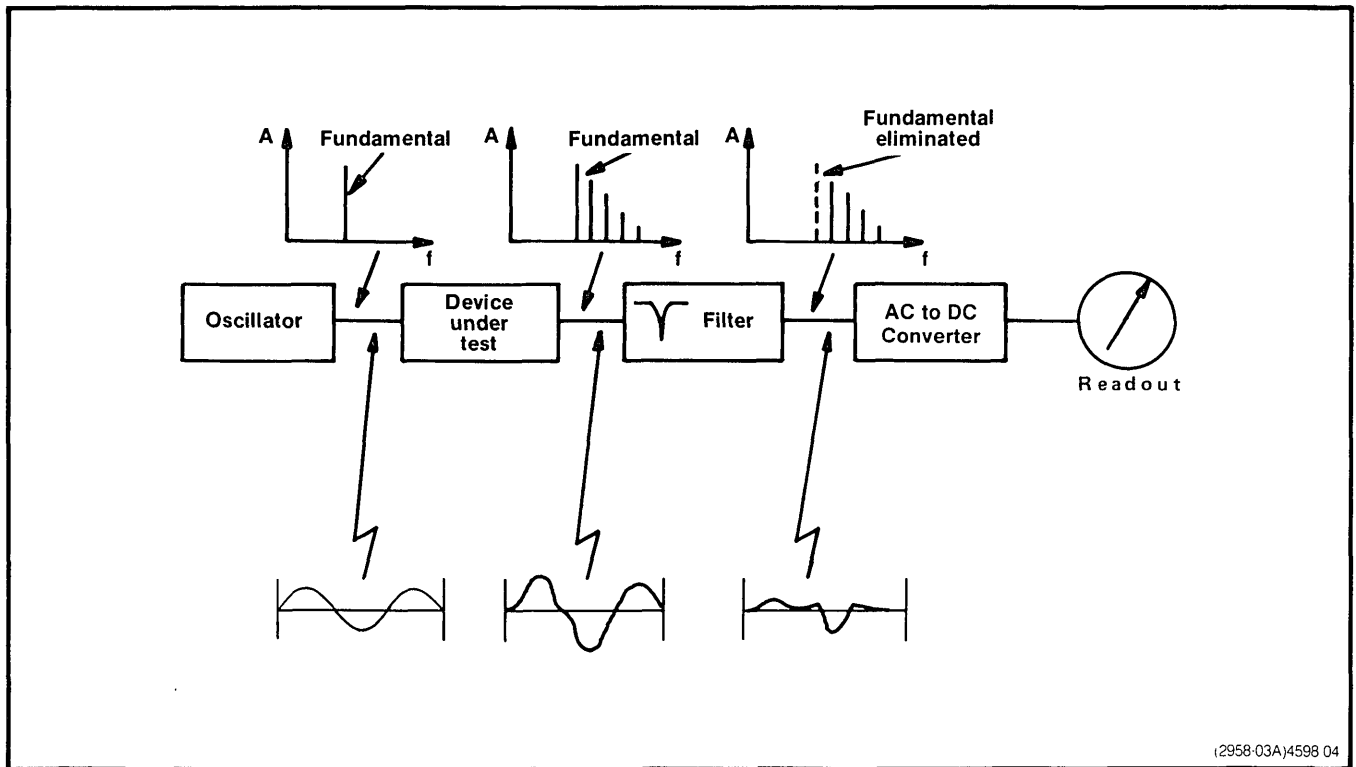 A
Fundamental
f
A
Fundamental
f
A
Fundamental
eliminated
f
Oscillator
Device
under
test
Filter
AC to DC
Converter
Readout
(2958-03A)4598 04